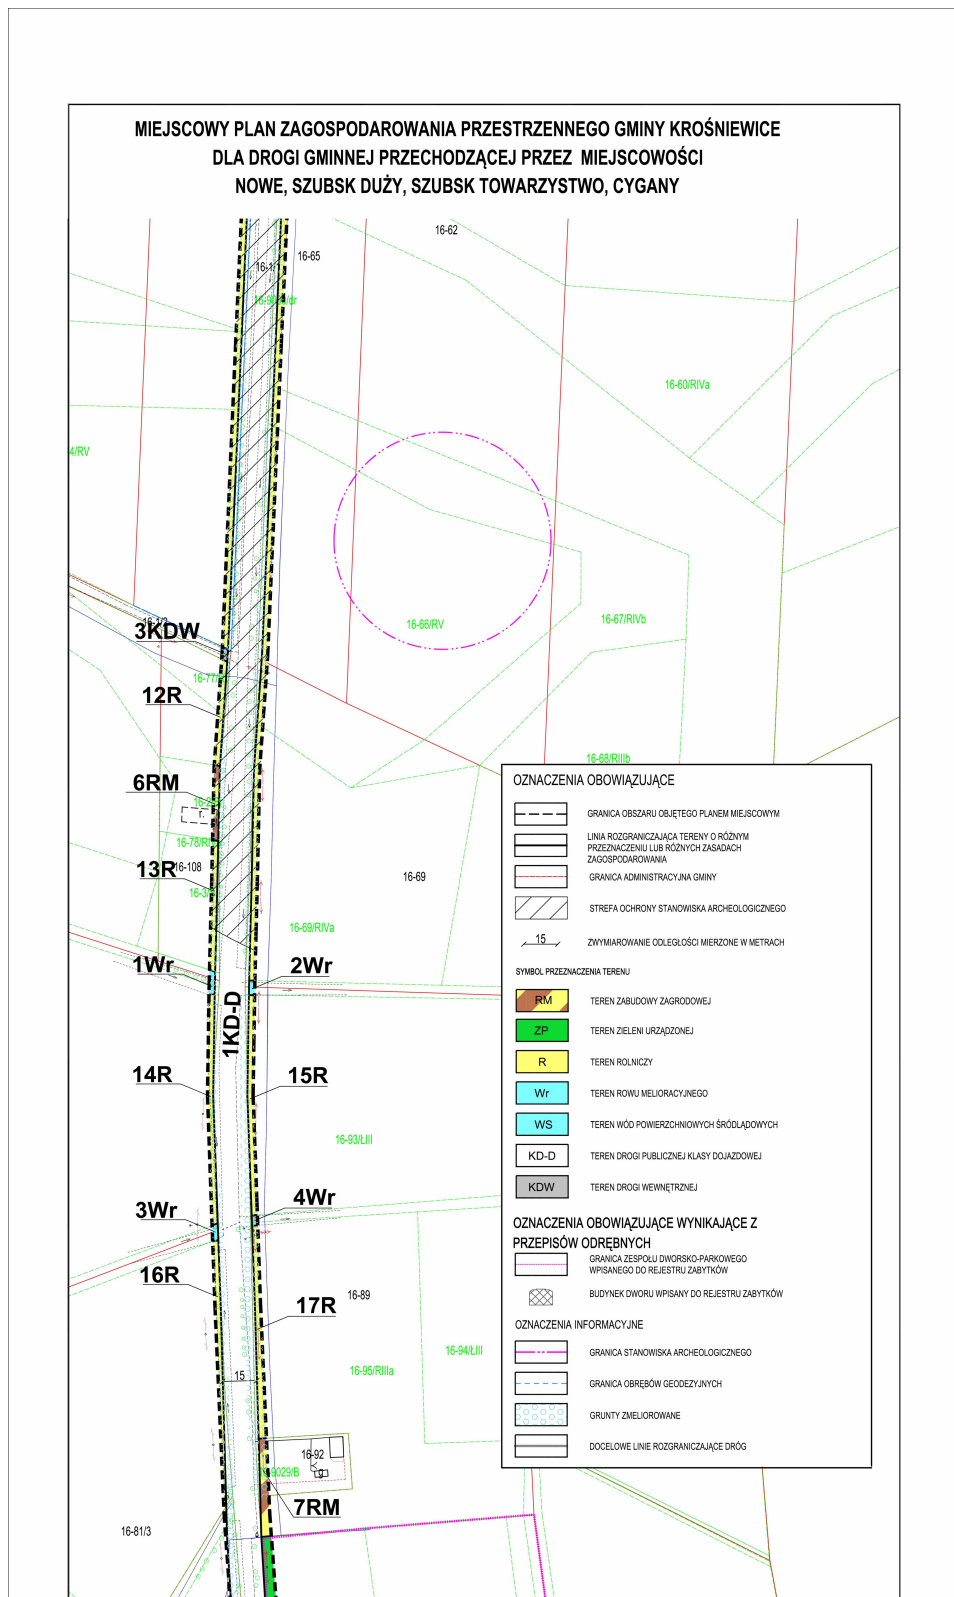 MIEJSCOWY PLAN ZAGOSPODAROWANIA PRZESTRZENNEGO GMINY KROŚNIEWICE
DLA DROGI GMINNEJ PRZECHODZĄCEJ PRZEZ MIEJSCOWOŚCI
NOWE, SZUBSK DUŻY, SZUBSK TOWARZYSTWO, CYGANY
16-62
16-65
16-60/RIVa
4/RV
16-66/RV
16-67/RIVb
3KDW
16-77/
12R
16-68/RIIIb
6RM
r.
16-78/RI
16-108
13R
16-3/
16-69
16-69/RIVa
1Wr
2Wr
1KD-D
14R
15R
16-93/ŁIII
3Wr
4Wr
16R
16-89
17R
16-94/ŁIII
16-95/RIIIa
15
16-92
g
9029/B
7RM
16-81/3
OZNACZENIA OBOWIĄZUJĄCE
GRANICA OBSZARU OBJĘTEGO PLANEM MIEJSCOWYM
LINIA ROZGRANICZAJĄCA TERENY O RÓŻNYM
PRZEZNACZENIU LUB RÓŻNYCH ZASADACH
ZAGOSPODAROWANIA
GRANICA ADMINISTRACYJNA GMINY
STREFA OCHRONY STANOWISKA ARCHEOLOGICZNEGO
15 ZWYMIAROWANIE ODLEGŁOŚCI MIERZONE W METRACH
SYMBOL PRZEZNACZENIA TERENU
RM TEREN ZABUDOWY ZAGRODOWEJ
ZP TEREN ZIELENI URZĄDZONEJ
R TEREN ROLNICZY
Wr TEREN ROWU MELIORACYJNEGO
WS TEREN WÓD POWIERZCHNIOWYCH ŚRÓDLĄDOWYCH
KD-D TEREN DROGI PUBLICZNEJ KLASY DOJAZDOWEJ
KDW TEREN DROGI WEWNĘTRZNEJ
OZNACZENIA OBOWIĄZUJĄCE WYNIKAJĄCE Z
PRZEPISÓW ODRĘBNYCH
GRANICA ZESPOŁU DWORSKO-PARKOWEGO
WPISANEGO DO REJESTRU ZABYTKÓW
BUDYNEK DWORU WPISANY DO REJESTRU ZABYTKÓW
OZNACZENIA INFORMACYJNE
GRANICA STANOWISKA ARCHEOLOGICZNEGO
GRANICA OBRĘBÓW GEODEZYJNYCH
GRUNTY ZMELIOROWANE
DOCELOWE LINIE ROZGRANICZAJĄCE DRÓG